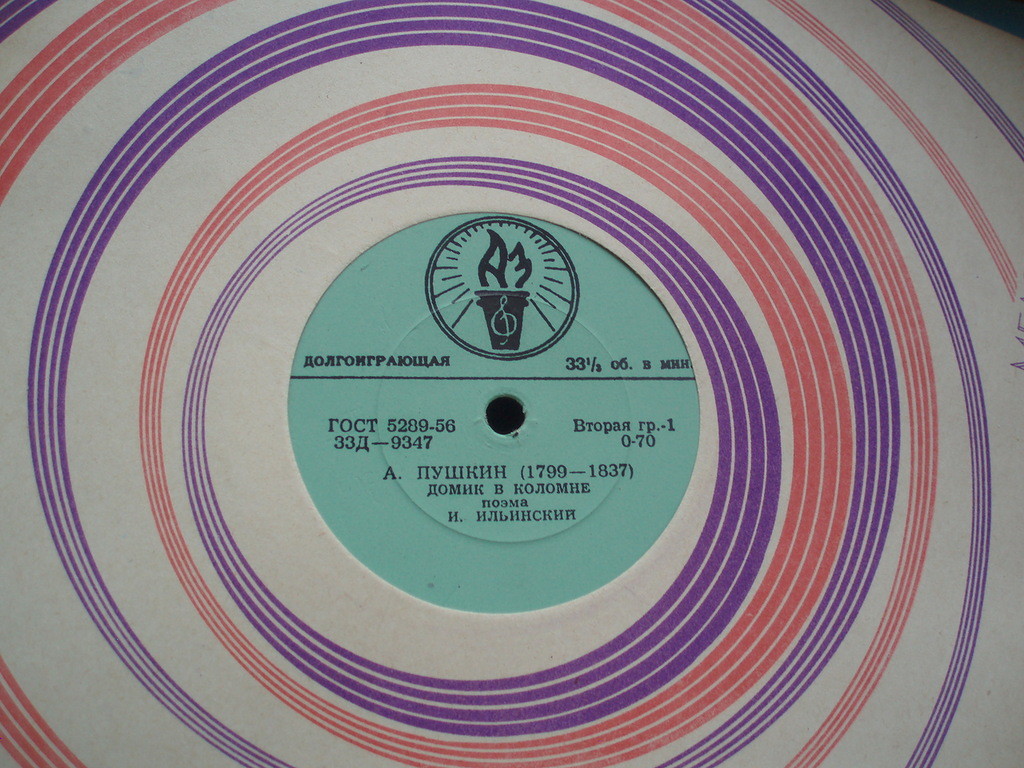 АЗ
ДОЛГОИГРАЮЩАЯ 33⅓ об. в мин
ГОСТ 5289-56 Вторая гр.-1
33Д—9347 0-70
А. ПУШКИН (1799—1837)
ДОМИК В КОЛОМНЕ
поэма
И. ИЛЬИНСКИЙ